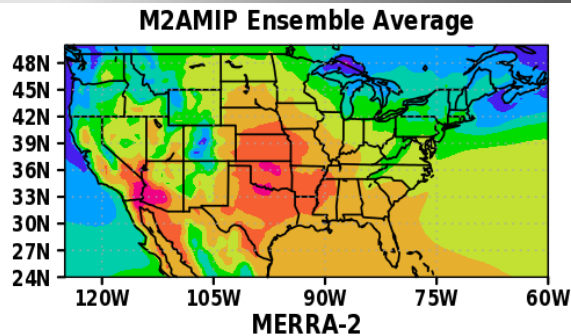 M2AMIP Ensemble Average
48N
45N
42N
39N
36N
33N
30N
27N
24N
120W 105W 90W 75W 60W
MERRA-2